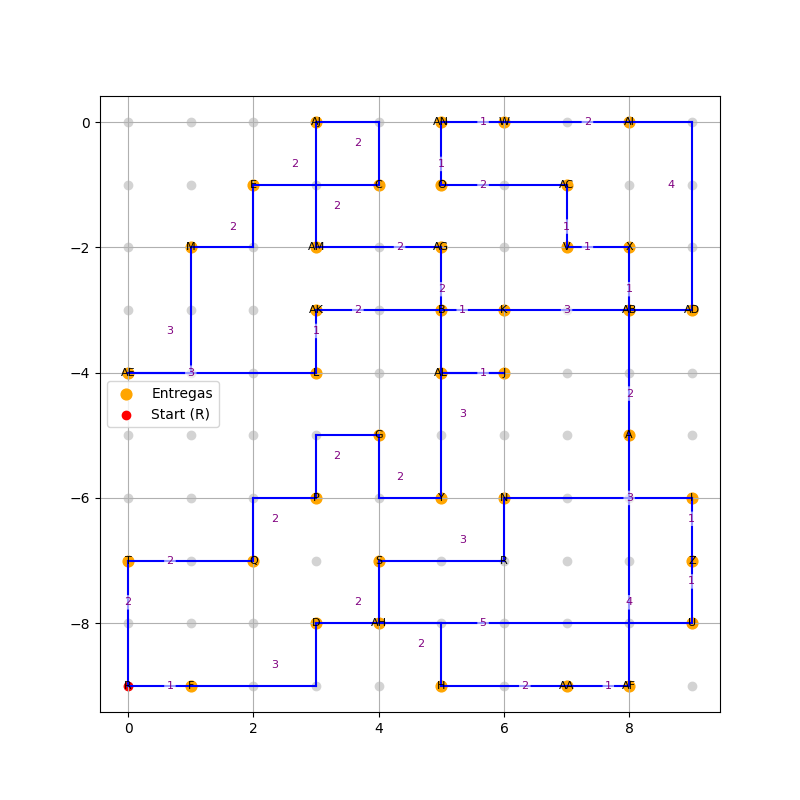 0
AJ
AN
1
W
2
AI
2
2
1
E
C
O
2
AC
4
2
2
1
-2
M
AM
2
AG
V
1
X
2
1
AK
2
B
1
K
3
AB
AD
3
1
-4
AE
3
L
AL
1
J
Entregas
Start (R)
2
3
G
A
2
2
-6
P
Y
N
3
I
2
1
3
T
2
Q
S
R
Z
1
2
2
4
-8
D
AH
5
U
2
3
1
F
H
2
AA
1
AF
0
2
4
6
8